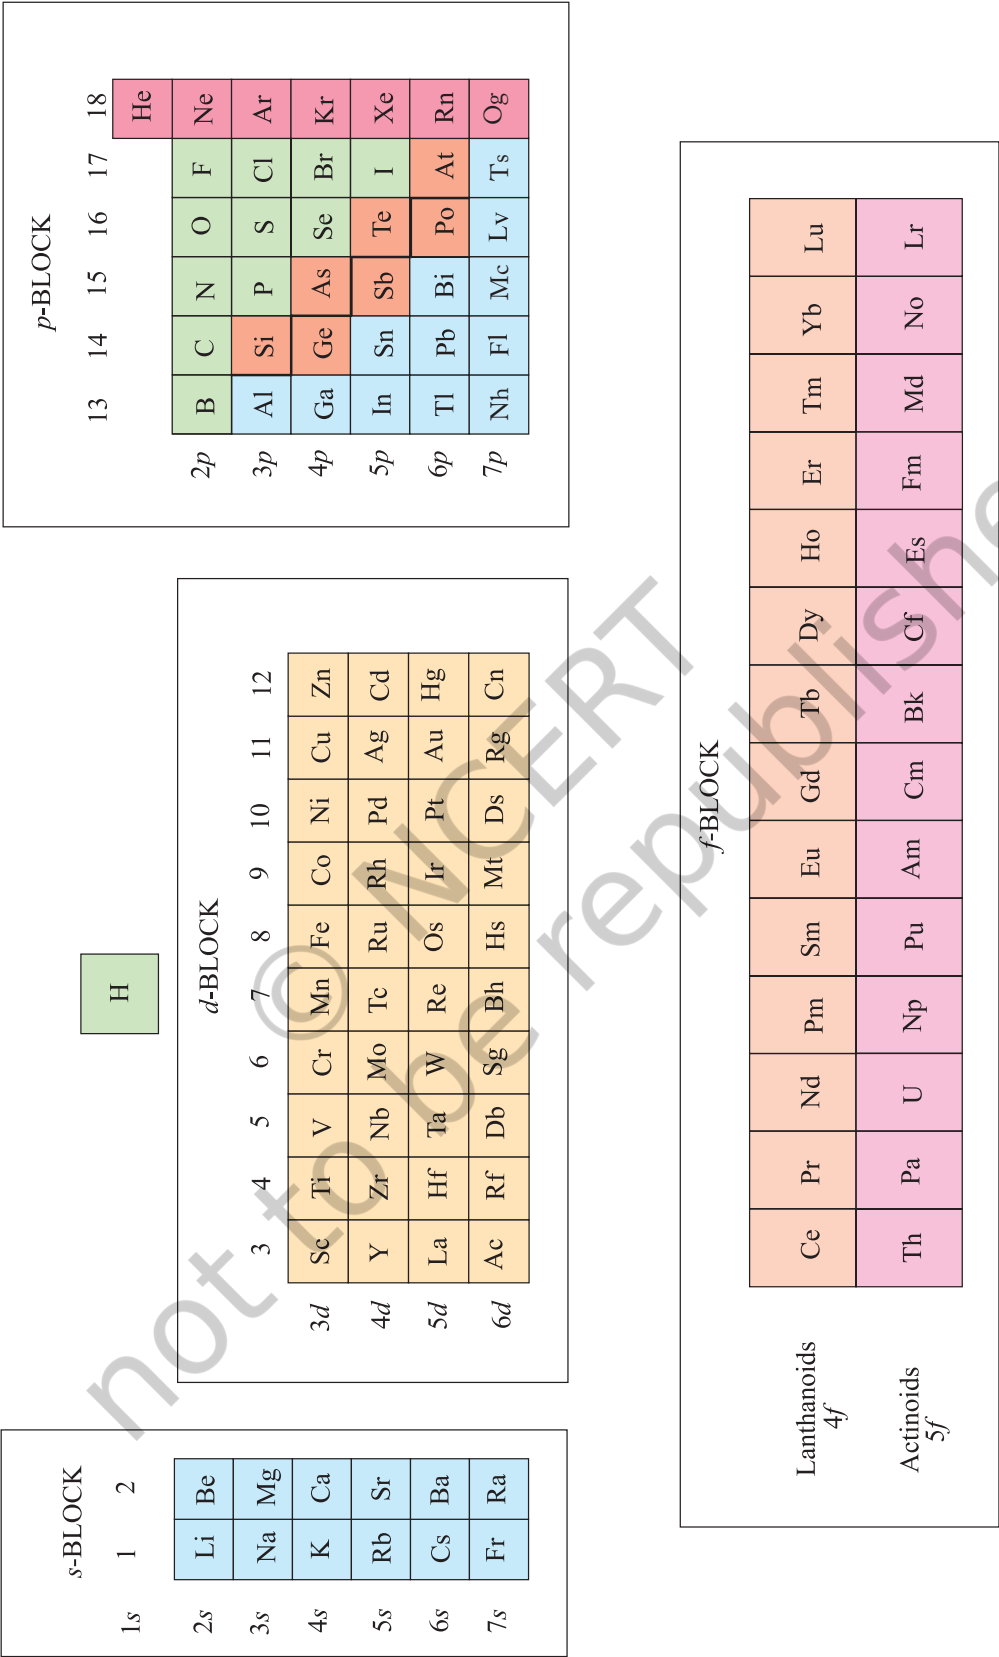 H
s-BLOCK
1 2
1s
2s Li Be
3s Na Mg
4s K Ca
5s Rb Sr
6s Cs Ba
7s Fr Ra
d-BLOCK
3 4 5 6 7 8 9 10 11 12
3d Sc Ti V Cr Mn Fe Co Ni Cu Zn
4d Y Zr Nb Mo Tc Ru Rh Pd Ag Cd
5d La Hf Ta W Re Os Ir Pt Au Hg
6d Ac Rf Db Sg Bh Hs Mt Ds Rg Cn
p-BLOCK
13 14 15 16 17 18
He
2p B C N O F Ne
3p Al Si P S Cl Ar
4p Ga Ge As Se Br Kr
5p In Sn Sb Te I Xe
6p Tl Pb Bi Po At Rn
7p Nh Fl Mc Lv Ts Og
f-BLOCK
Lanthanoids
4f
Ce Pr Nd Pm Sm Eu Gd Tb Dy Ho Er Tm Yb Lu
Actinoids
5f
Th Pa U Np Pu Am Cm Bk Cf Es Fm Md No Lr
© NCERT
not to be republishe